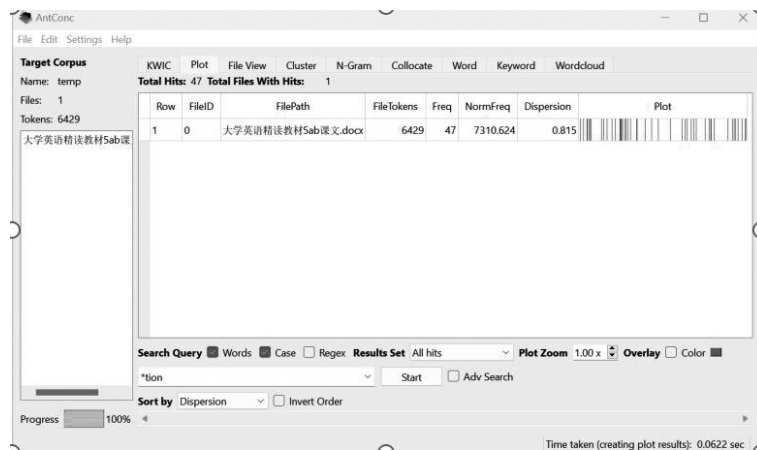 AntConc
File Edit Settings Help
Target Corpus
Name: temp
Files: 1
Tokens: 6429
大学英语精读教材5ab课
Progress 100%
KWIC Plot File View Cluster N-Gram Collocate Word Keyword Wordcloud
Total Hits: 47 Total Files With Hits: 1
Row FileID FilePath FileTokens Freq NormFreq Dispersion Plot
1 0 大学英语精读教材5ab课文.docx 6429 47 7310.624 0.815
Search Query Words Case Regex Results Set All hits Plot Zoom 1.00 x Overlay Color
*tion Start Adv Search
Sort by Dispersion Invert Order
Time taken (creating plot results): 0.0622 sec